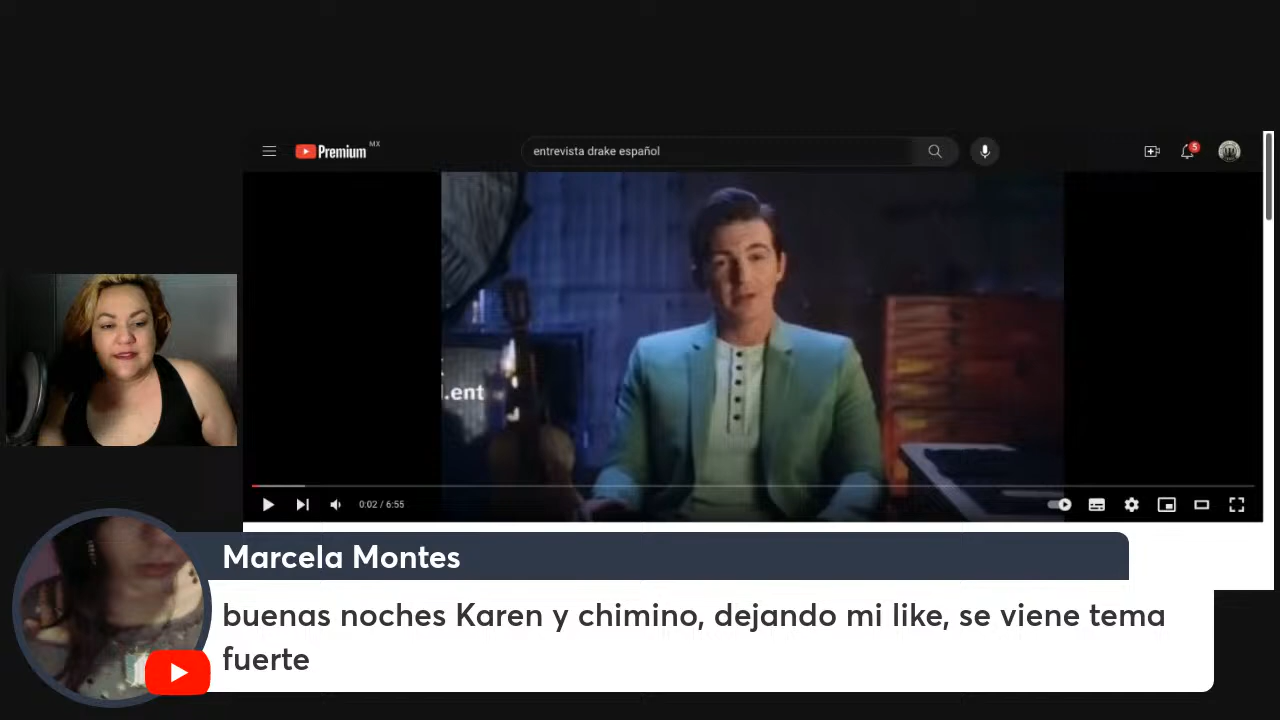 Premium MX
entrevista drake español
5
.ent
0:02 / 6:55
Marcela Montes
buenas noches Karen y chimino, dejando mi like, se viene tema
fuerte